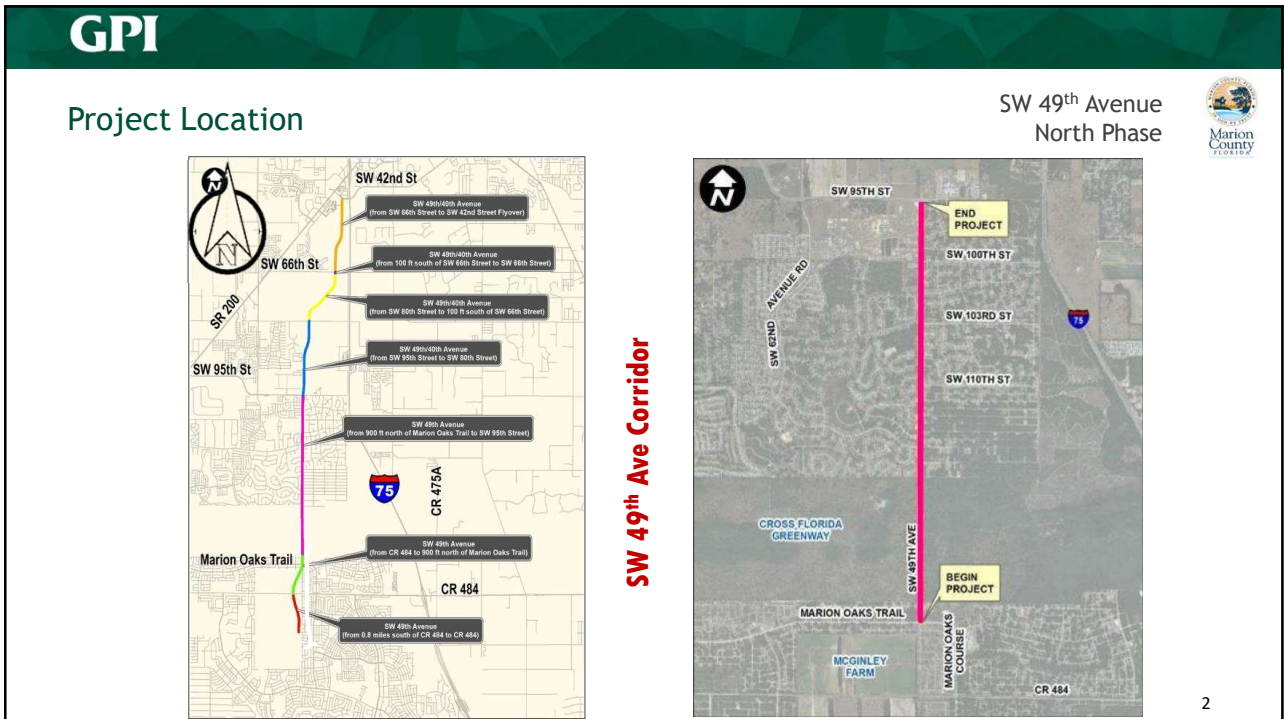 GPI
Project Location
SW 49th Avenue
North Phase
Marion
County
FLORIDA
N
N
SW 42nd St
SW 49th/40th Avenue
(from SW 66th Street to SW 42nd Street Flyover)
SW 49th/40th Avenue
(from 100 ft south of SW 66th Street to SW 66th Street)
SW 66th St
SR 200
SW 49th/40th Avenue
(from SW 80th Street to 100 ft south of SW 66th Street)
SW 49th/40th Avenue
(from SW 95th Street to SW 80th Street)
SW 95th St
SW 49th Avenue
(from 900 ft north of Marion Oaks Trail to SW 95th Street)
75
CR 475A
SW 49th Avenue
(from CR 484 to 900 ft north of Marion Oaks Trail)
Marion Oaks Trail
CR 484
SW 49th Avenue
(from 0.8 miles south of CR 484 to CR 484)
SW 49th Ave Corridor
N
SW 95TH ST
END
PROJECT
SW 100TH ST
SW 62ND
AVENUE RD
SW 103RD ST
75
SW 110TH ST
CROSS FLORIDA
GREENWAY
SW 49TH AVE
BEGIN
PROJECT
MARION OAKS TRAIL
MARION OAKS
COURSE
MCGINLEY
FARM
CR 484
2